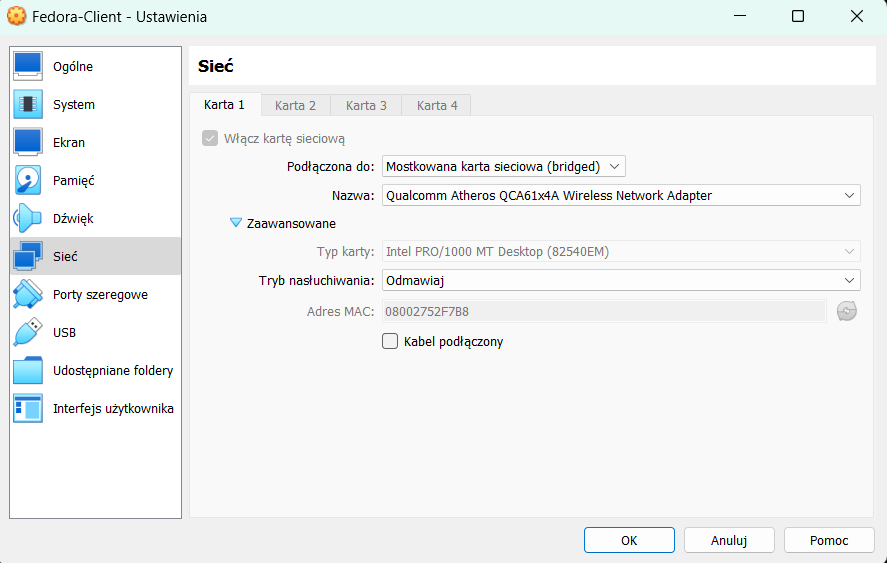 Fedora-Client - Ustawienia
Ogólne
System
Ekran
Pamięć
Dźwięk
Sieć
Porty szeregowe
USB
Udostępniane foldery
Interfejs użytkownika
Sieć
Karta 1 Karta 2 Karta 3 Karta 4
Włącz kartę sieciową
Podłączona do: Mostkowana karta sieciowa (bridged)
Nazwa: Qualcomm Atheros QCA61x4A Wireless Network Adapter
Zaawansowane
Typ karty: Intel PRO/1000 MT Desktop (82540EM)
Tryb nasłuchiwania: Odmawiaj
Adres MAC: 08002752F7B8
Kabel podłączony
OK Anuluj Pomoc